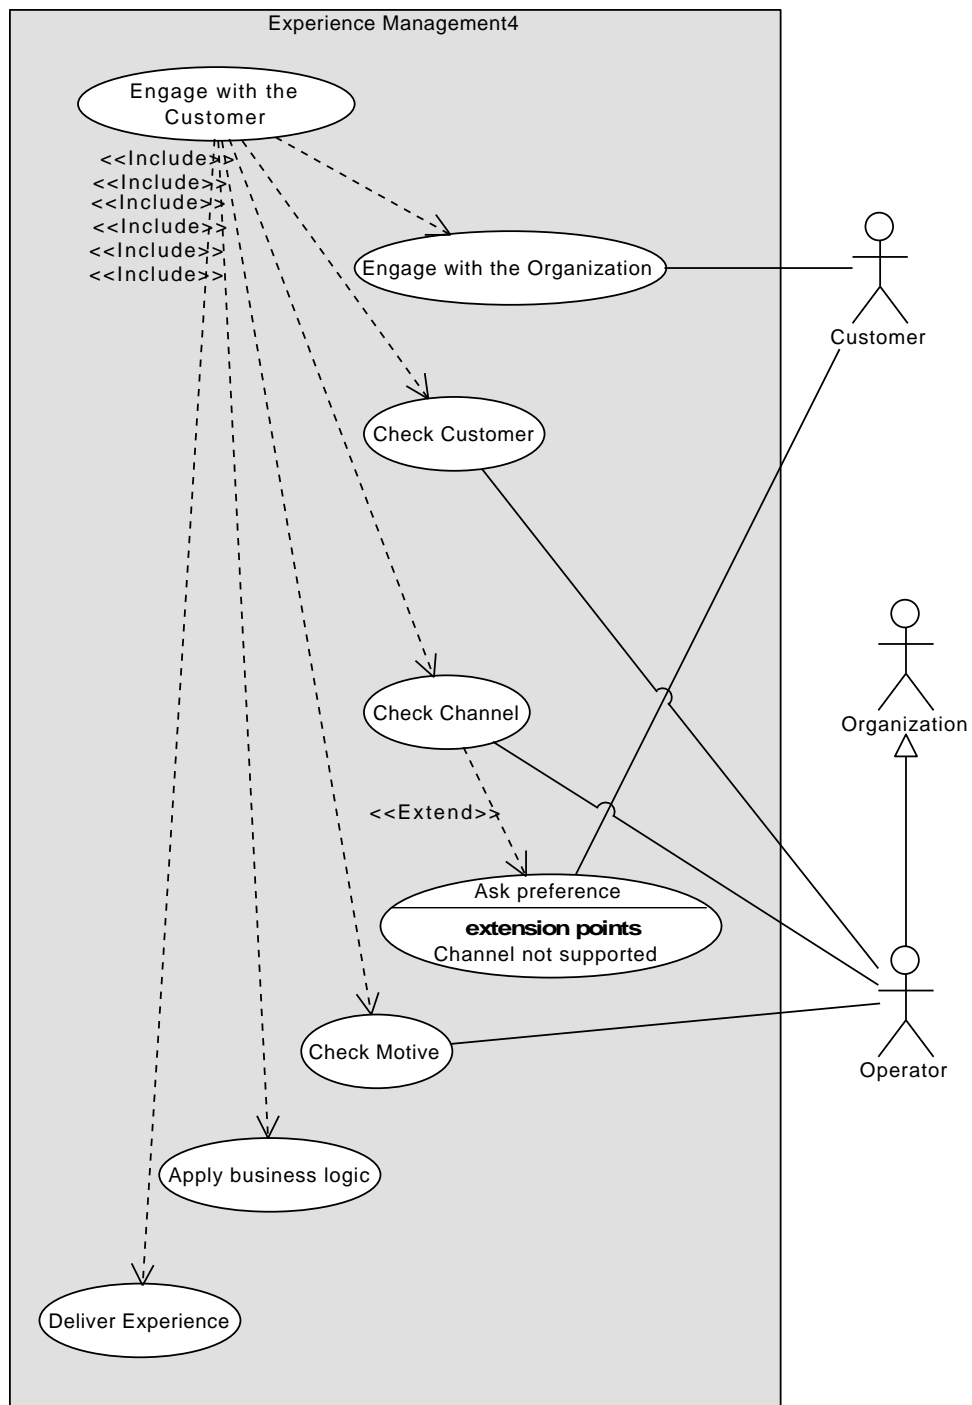 Experience Management4
Engage with the
Customer
<<Include>>
<<Include>>
<<Include>>
<<Include>>
<<Include>>
<<Include>>
Engage with the Organization
Customer
Check Customer
Organization
Check Channel
<<Extend>>
Ask preference
extension points
Channel not supported
Check Motive
Operator
Apply business logic
Deliver Experience